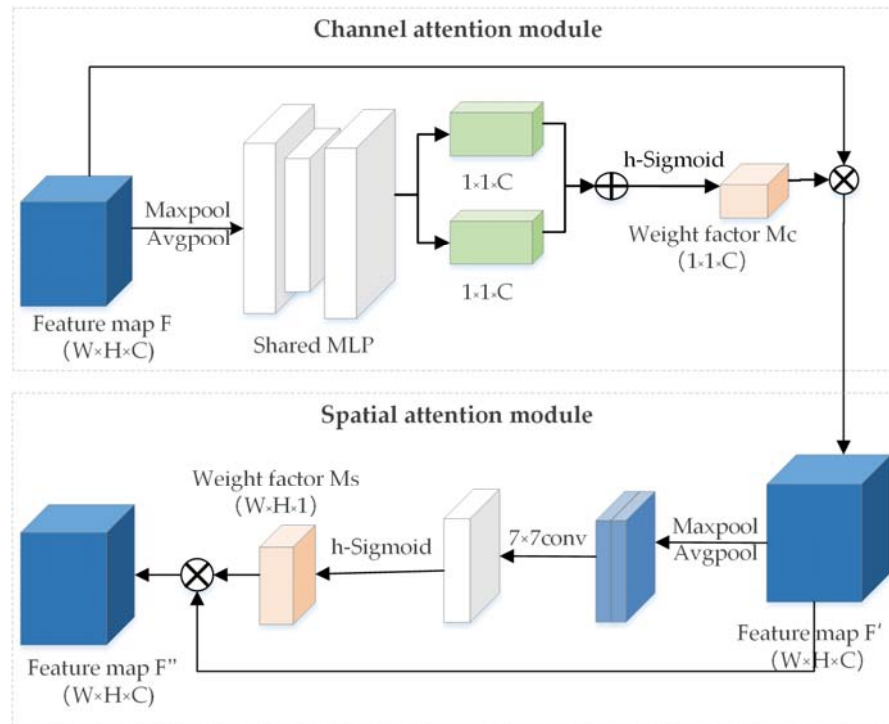 Channel attention module
h-Sigmoid
Maxpool
Avgpool
1×1×C
1×1×C
Weight factor Mc
(1×1×C)
Feature map F
(W×H×C)
Shared MLP
Spatial attention module
Weight factor Ms
(W×H×1)
h-Sigmoid
7×7conv
Maxpool
Avgpool
Feature map F'
(W×H×C)
Feature map F"
(W×H×C)